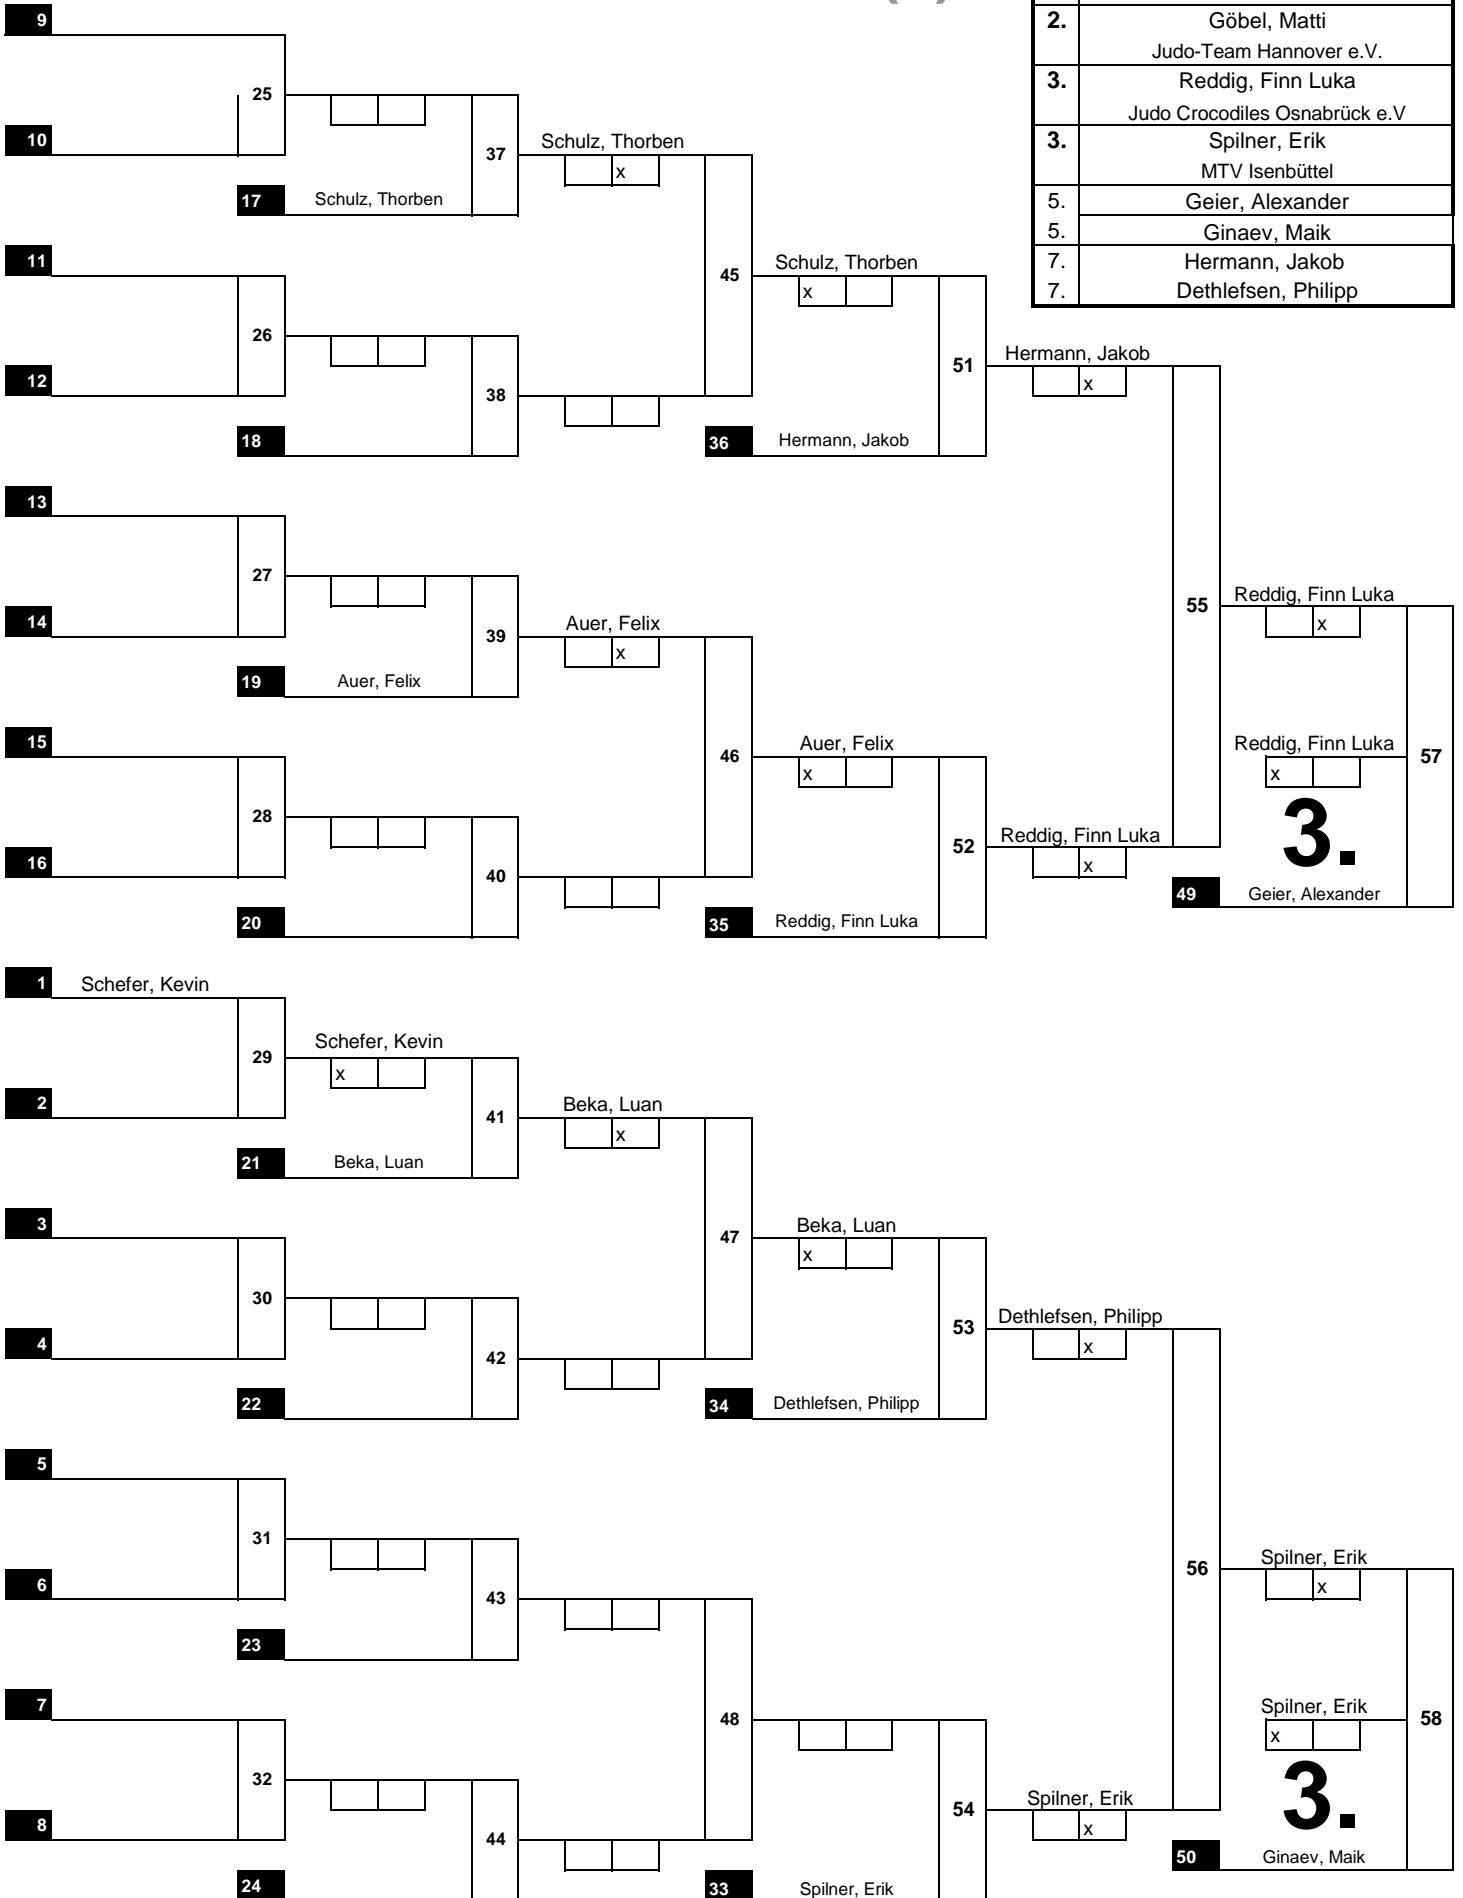 9
2.
Göbel, Matti
Judo-Team Hannover e.V.
3.
Reddig, Finn Luka
Judo Crocodiles Osnabrück e.V
3.
Spilner, Erik
MTV Isenbüttel
5.
Geier, Alexander
5.
Ginaev, Maik
7.
Hermann, Jakob
7.
Dethlefsen, Philipp
25
10
37
Schulz, Thorben
x
17
Schulz, Thorben
11
45
Schulz, Thorben
x
26
12
38
51
Hermann, Jakob
x
18
36
Hermann, Jakob
13
27
14
39
Auer, Felix
x
55
Reddig, Finn Luka
x
19
Auer, Felix
15
46
Auer, Felix
x
Reddig, Finn Luka
x
57
28
16
40
52
Reddig, Finn Luka
x
3.
20
35
Reddig, Finn Luka
49
Geier, Alexander
1
Schefer, Kevin
29
Schefer, Kevin
x
2
41
Beka, Luan
x
21
Beka, Luan
3
47
Beka, Luan
x
30
4
42
53
Dethlefsen, Philipp
x
22
34
Dethlefsen, Philipp
5
31
6
43
56
Spilner, Erik
x
23
7
48
Spilner, Erik
x
58
32
8
44
54
Spilner, Erik
x
3.
24
33
Spilner, Erik
50
Ginaev, Maik